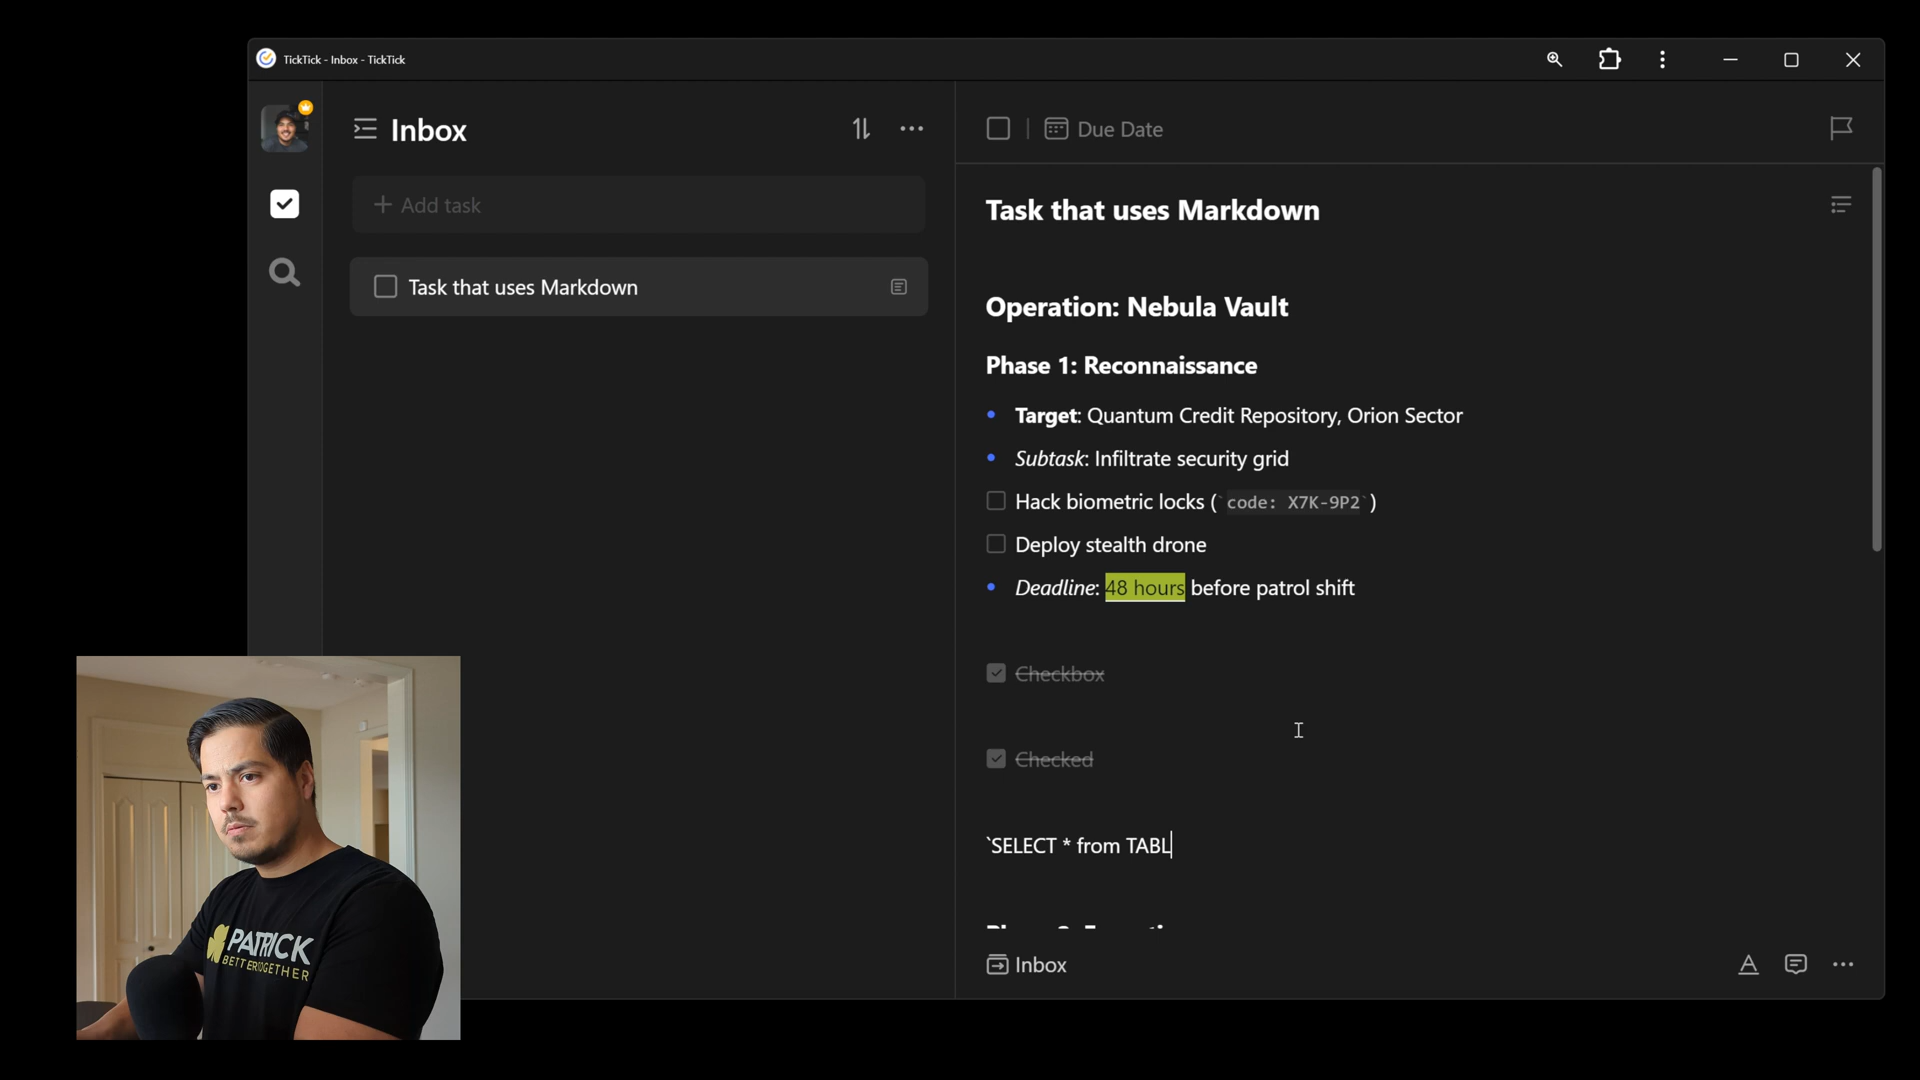 TickTick - Inbox - TickTick
Inbox
Add task
Task that uses Markdown
Due Date
Task that uses Markdown
Operation: Nebula Vault
Phase 1: Reconnaissance
Target: Quantum Credit Repository, Orion Sector
Subtask: Infiltrate security grid
Hack biometric locks (`code: X7K-9P2`)
Deploy stealth drone
Deadline: 48 hours before patrol shift
Checkbox
Checked
`SELECT * from TABL
Inbox
PATRICK
BETTER TOGETHER